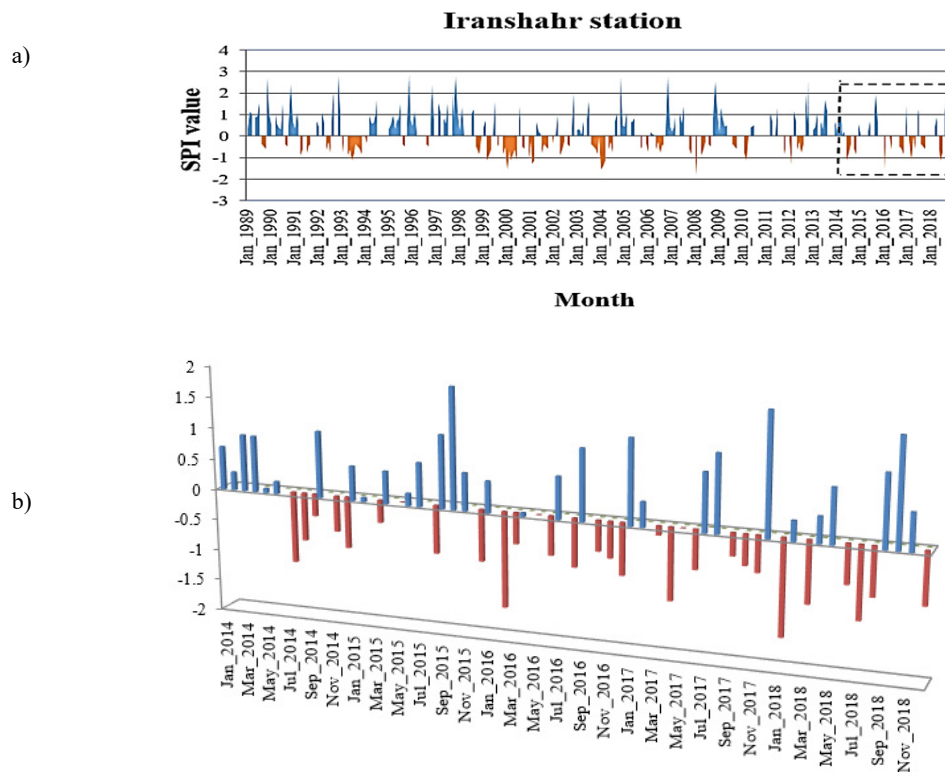 Iranshahr station
a)
SPI value
4
3
2
1
0
-1
-2
-3
Jan_1989
Jan_1990
Jan_1991
Jan_1992
Jan_1993
Jan_1994
Jan_1995
Jan_1996
Jan_1997
Jan_1998
Jan_1999
Jan_2000
Jan_2001
Jan_2002
Jan_2003
Jan_2004
Jan_2005
Jan_2006
Jan_2007
Jan_2008
Jan_2009
Jan_2010
Jan_2011
Jan_2012
Jan_2013
Jan_2014
Jan_2015
Jan_2016
Jan_2017
Jan_2018
Month
b)
2
1.5
1
0.5
0
-0.5
-1
-1.5
-2
Jan_2014
Mar_2014
May_2014
Jul_2014
Sep_2014
Nov_2014
Jan_2015
Mar_2015
May_2015
Jul_2015
Sep_2015
Nov_2015
Jan_2016
Mar_2016
May_2016
Jul_2016
Sep_2016
Nov_2016
Jan_2017
Mar_2017
May_2017
Jul_2017
Sep_2017
Nov_2017
Jan_2018
Mar_2018
May_2018
Jul_2018
Sep_2018
Nov_2018